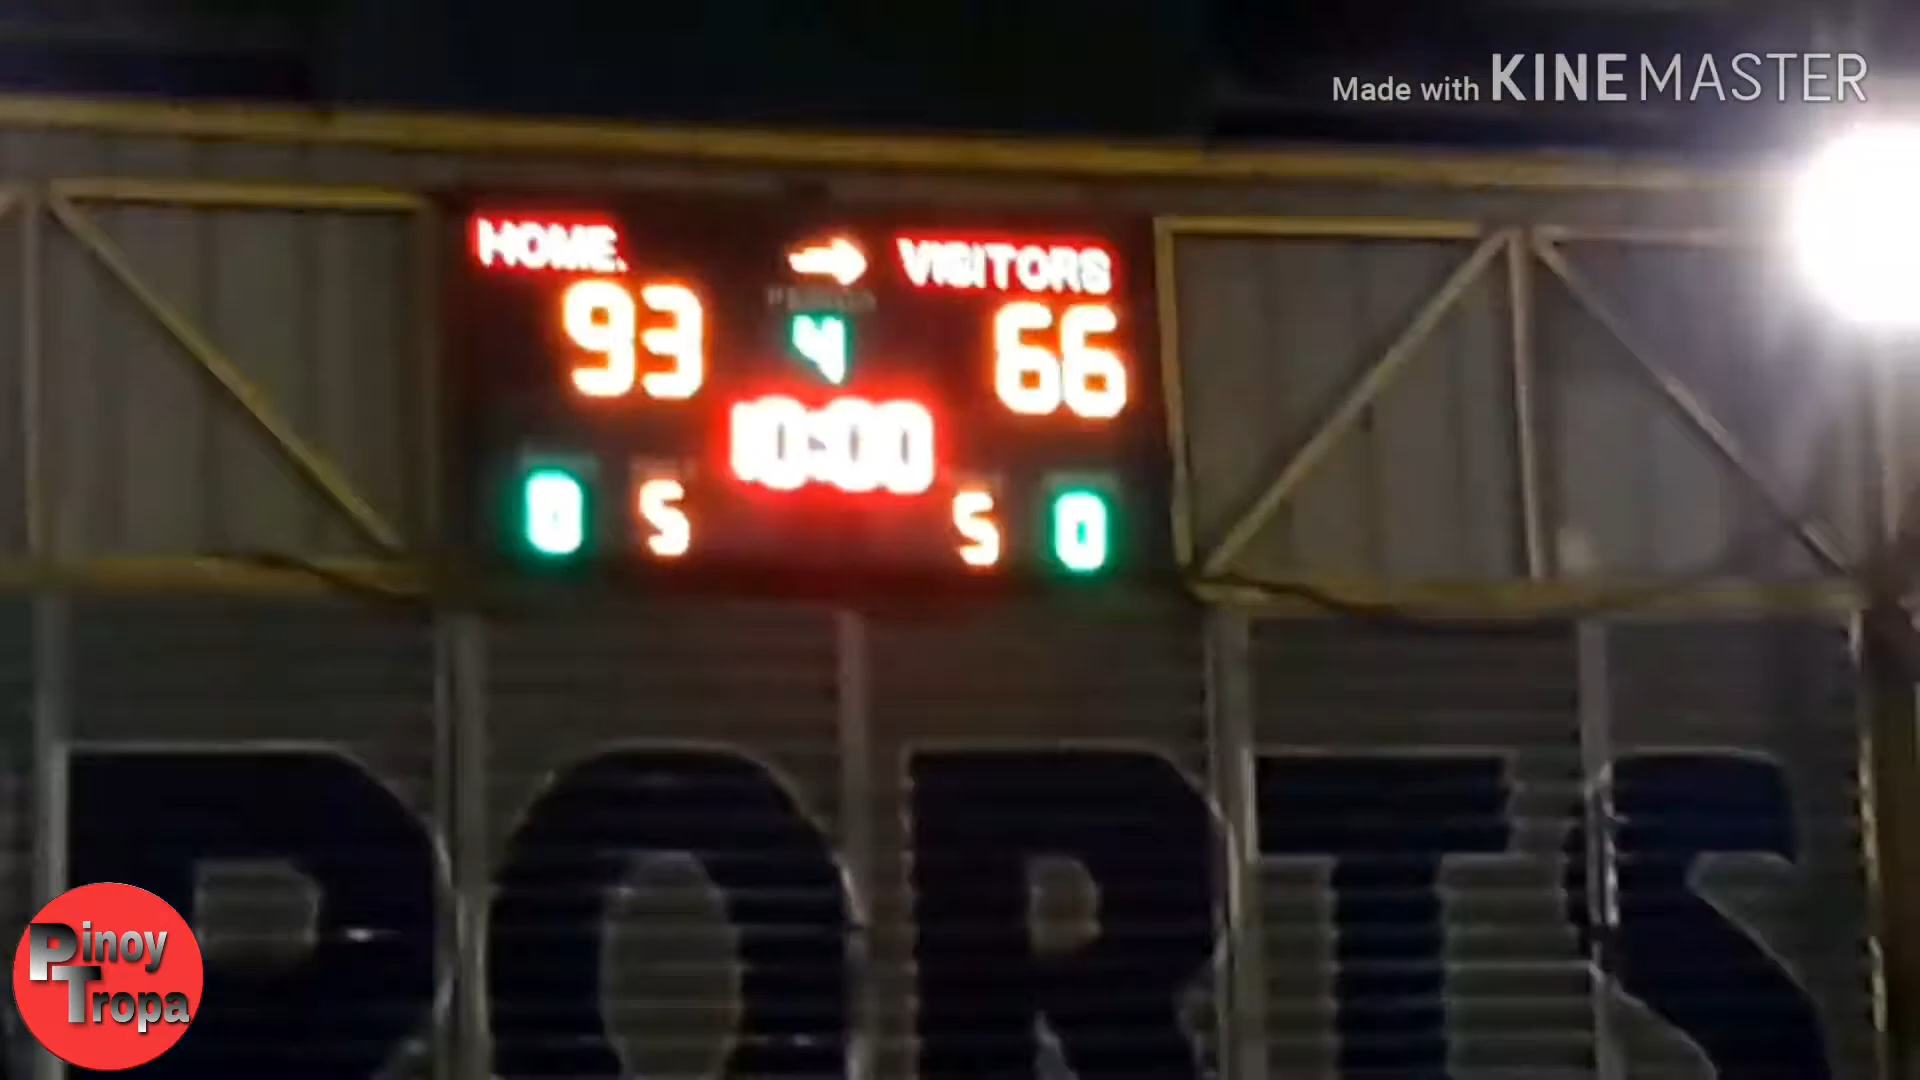 Made with KINEMASTER
HOME. VISITORS
93 4 66
10:00
0 5 5 0
PORTS
Pinoy
Tropa